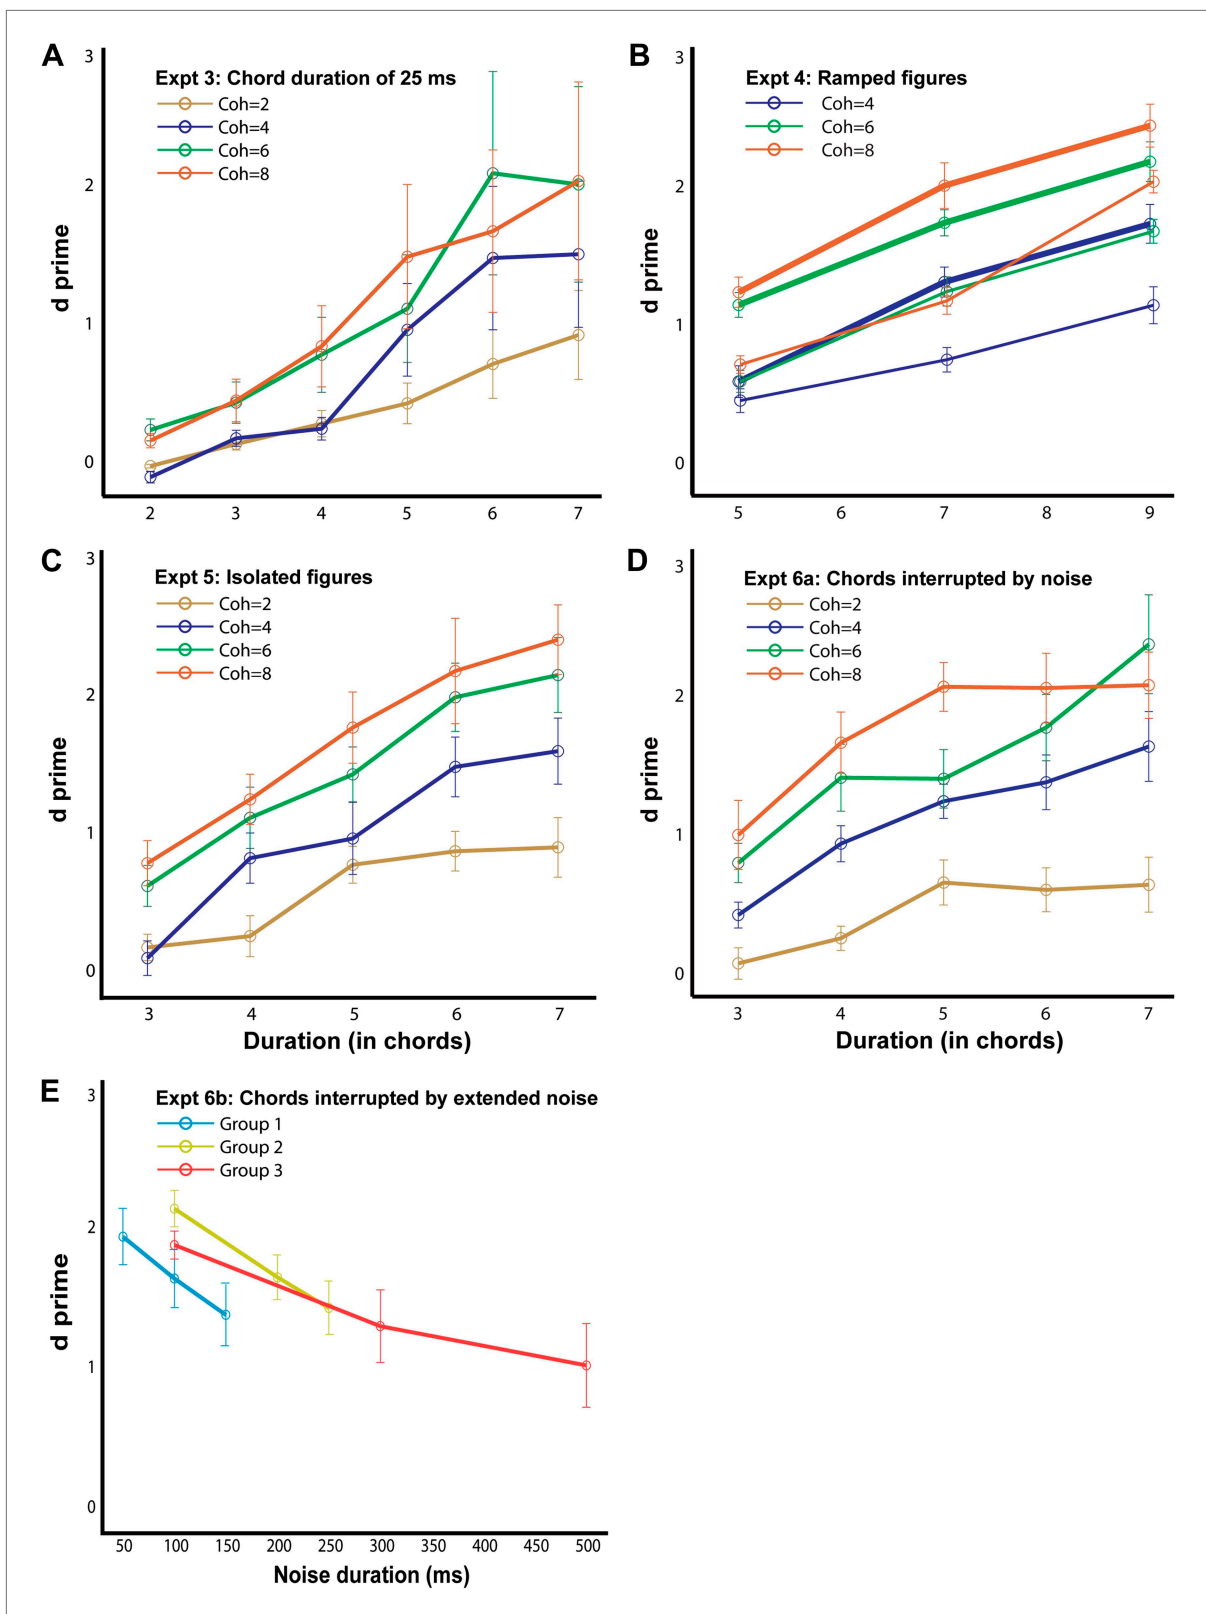 A
3
Expt 3: Chord duration of 25 ms
Coh=2
Coh=4
Coh=6
Coh=8
2
d prime
1
0
2 3 4 5 6 7
B
3
Expt 4: Ramped figures
Coh=4
Coh=6
Coh=8
2
d prime
1
0
5 6 7 8 9
C
3
Expt 5: Isolated figures
Coh=2
Coh=4
Coh=6
Coh=8
2
d prime
1
0
3 4 5 6 7
Duration (in chords)
D
3
Expt 6a: Chords interrupted by noise
Coh=2
Coh=4
Coh=6
Coh=8
2
d prime
1
0
3 4 5 6 7
Duration (in chords)
E
3
Expt 6b: Chords interrupted by extended noise
Group 1
Group 2
Group 3
2
d prime
1
0
50 100 150 200 250 300 350 400 450 500
Noise duration (ms)